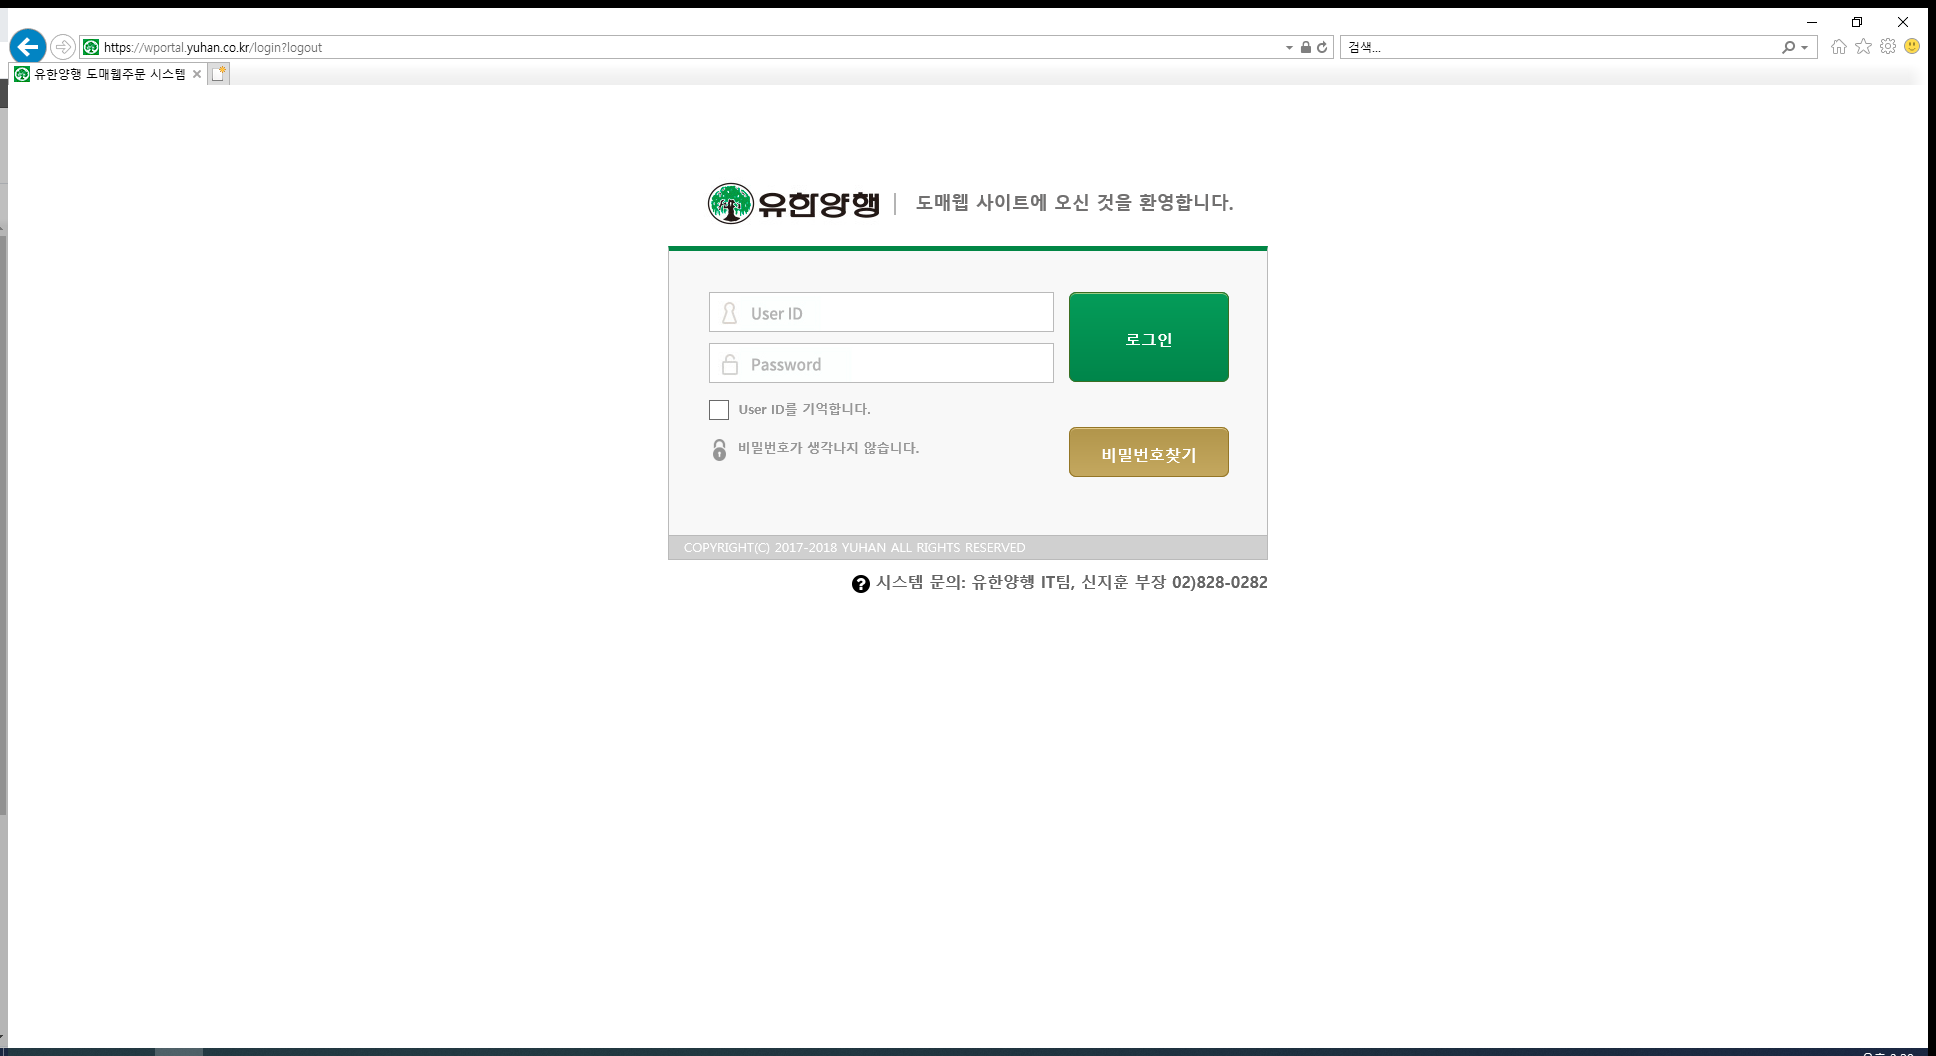 https://wportal.yuhan.co.kr/login?logout
검색...
유한양행 도매웹주문 시스템
유한양행 | 도매웹 사이트에 오신 것을 환영합니다.
User ID
로그인
Password
User ID를 기억합니다.
비밀번호가 생각나지 않습니다.
비밀번호찾기
COPYRIGHT(C) 2017-2018 YUHAN ALL RIGHTS RESERVED
시스템 문의: 유한양행 IT팀, 신지훈 부장 02)828-0282